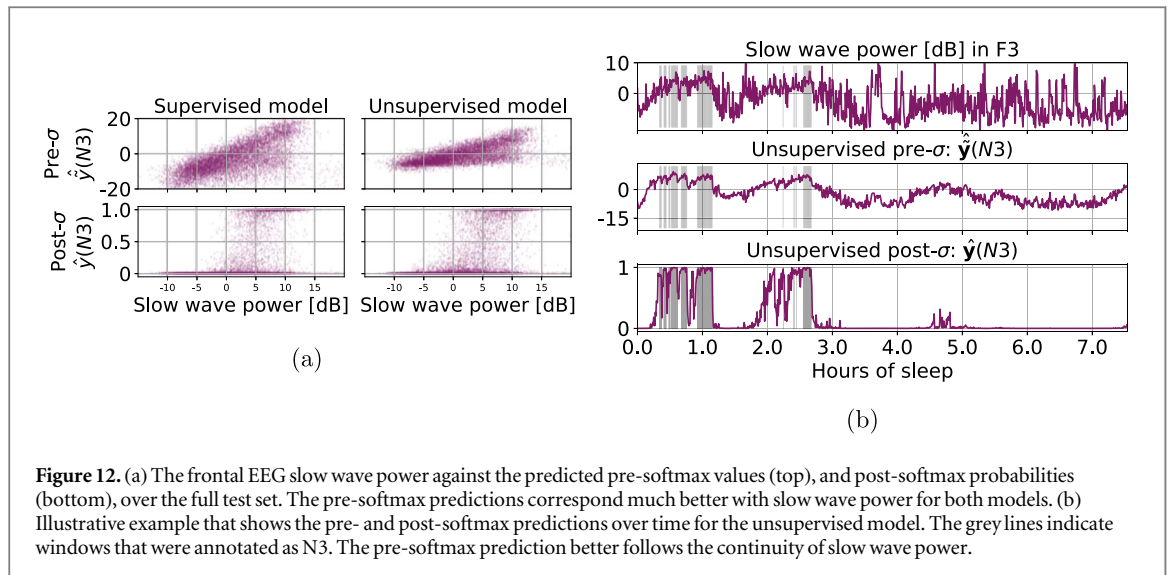 Supervised model
Unsupervised model
Pre-σ
ŷ(N3)
20
0
-20
Post-σ
ŷ(N3)
1.0
0.5
0
-10 -5 0 5 10 15
-10 -5 0 5 10 15
Slow wave power [dB]
Slow wave power [dB]
(a)
Slow wave power [dB] in F3
10
0
Unsupervised pre-σ: ŷ(N3)
0
-15
Unsupervised post-σ: ŷ(N3)
1
0
0.0 1.0 2.0 3.0 4.0 5.0 6.0 7.0
Hours of sleep
(b)
Figure 12. (a) The frontal EEG slow wave power against the predicted pre-softmax values (top), and post-softmax probabilities
(bottom), over the full test set. The pre-softmax predictions correspond much better with slow wave power for both models. (b)
Illustrative example that shows the pre- and post-softmax predictions over time for the unsupervised model. The grey lines indicate
windows that were annotated as N3. The pre-softmax prediction better follows the continuity of slow wave power.